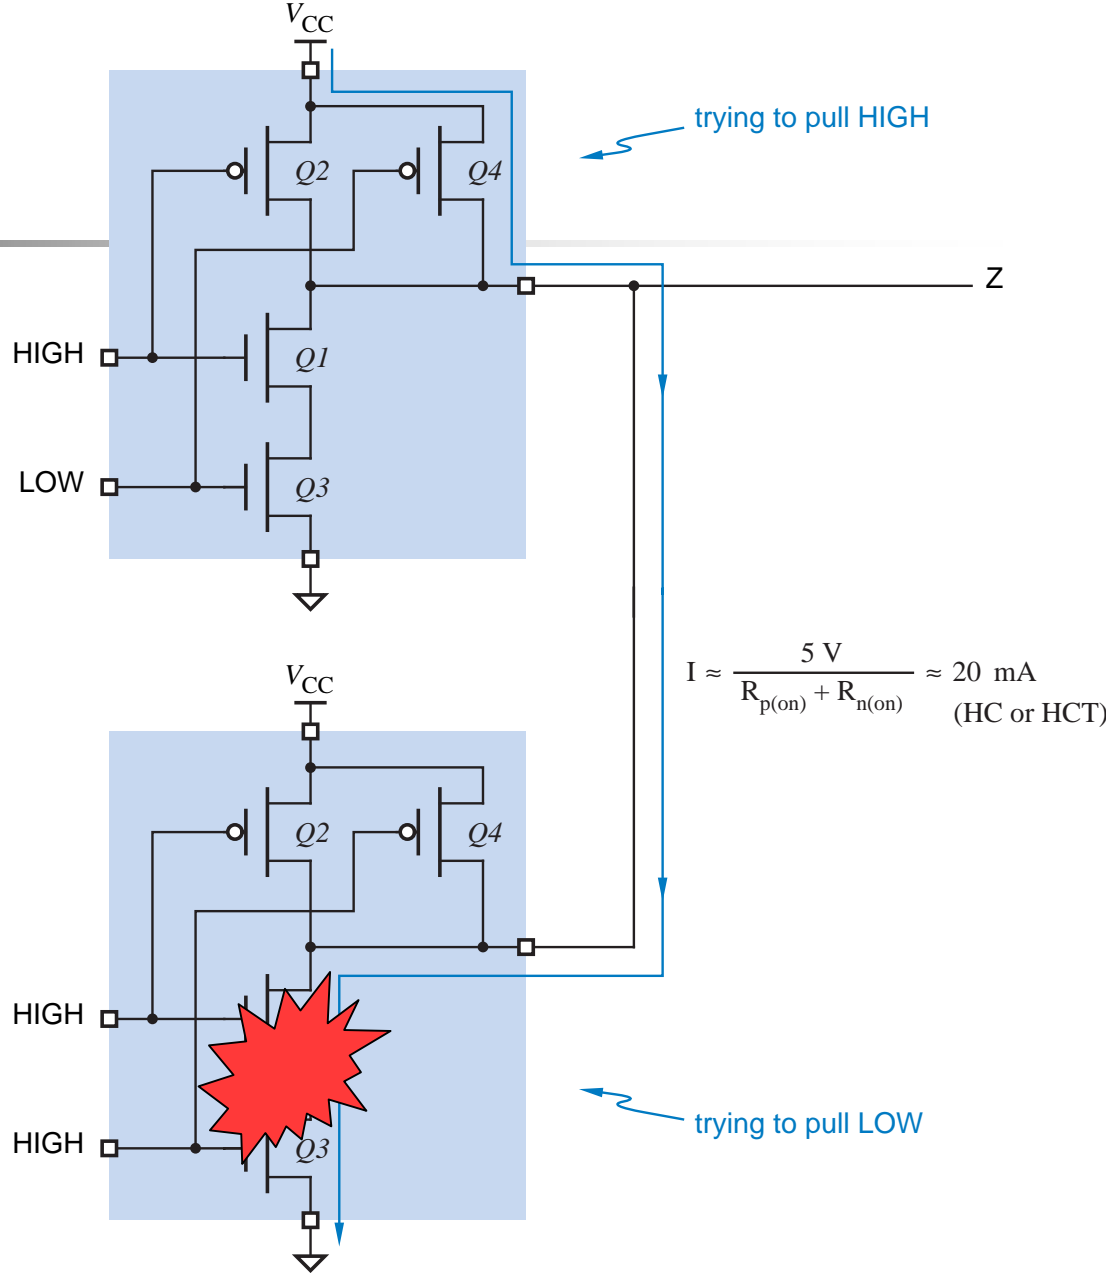 VCC
trying to pull HIGH
Q2
Q4
Z
HIGH
Q1
LOW
Q3
I ≈ 5 V / Rp(on) + Rn(on) ≈ 20 mA
(HC or HCT)
VCC
Q2
Q4
HIGH
HIGH
Q3
trying to pull LOW